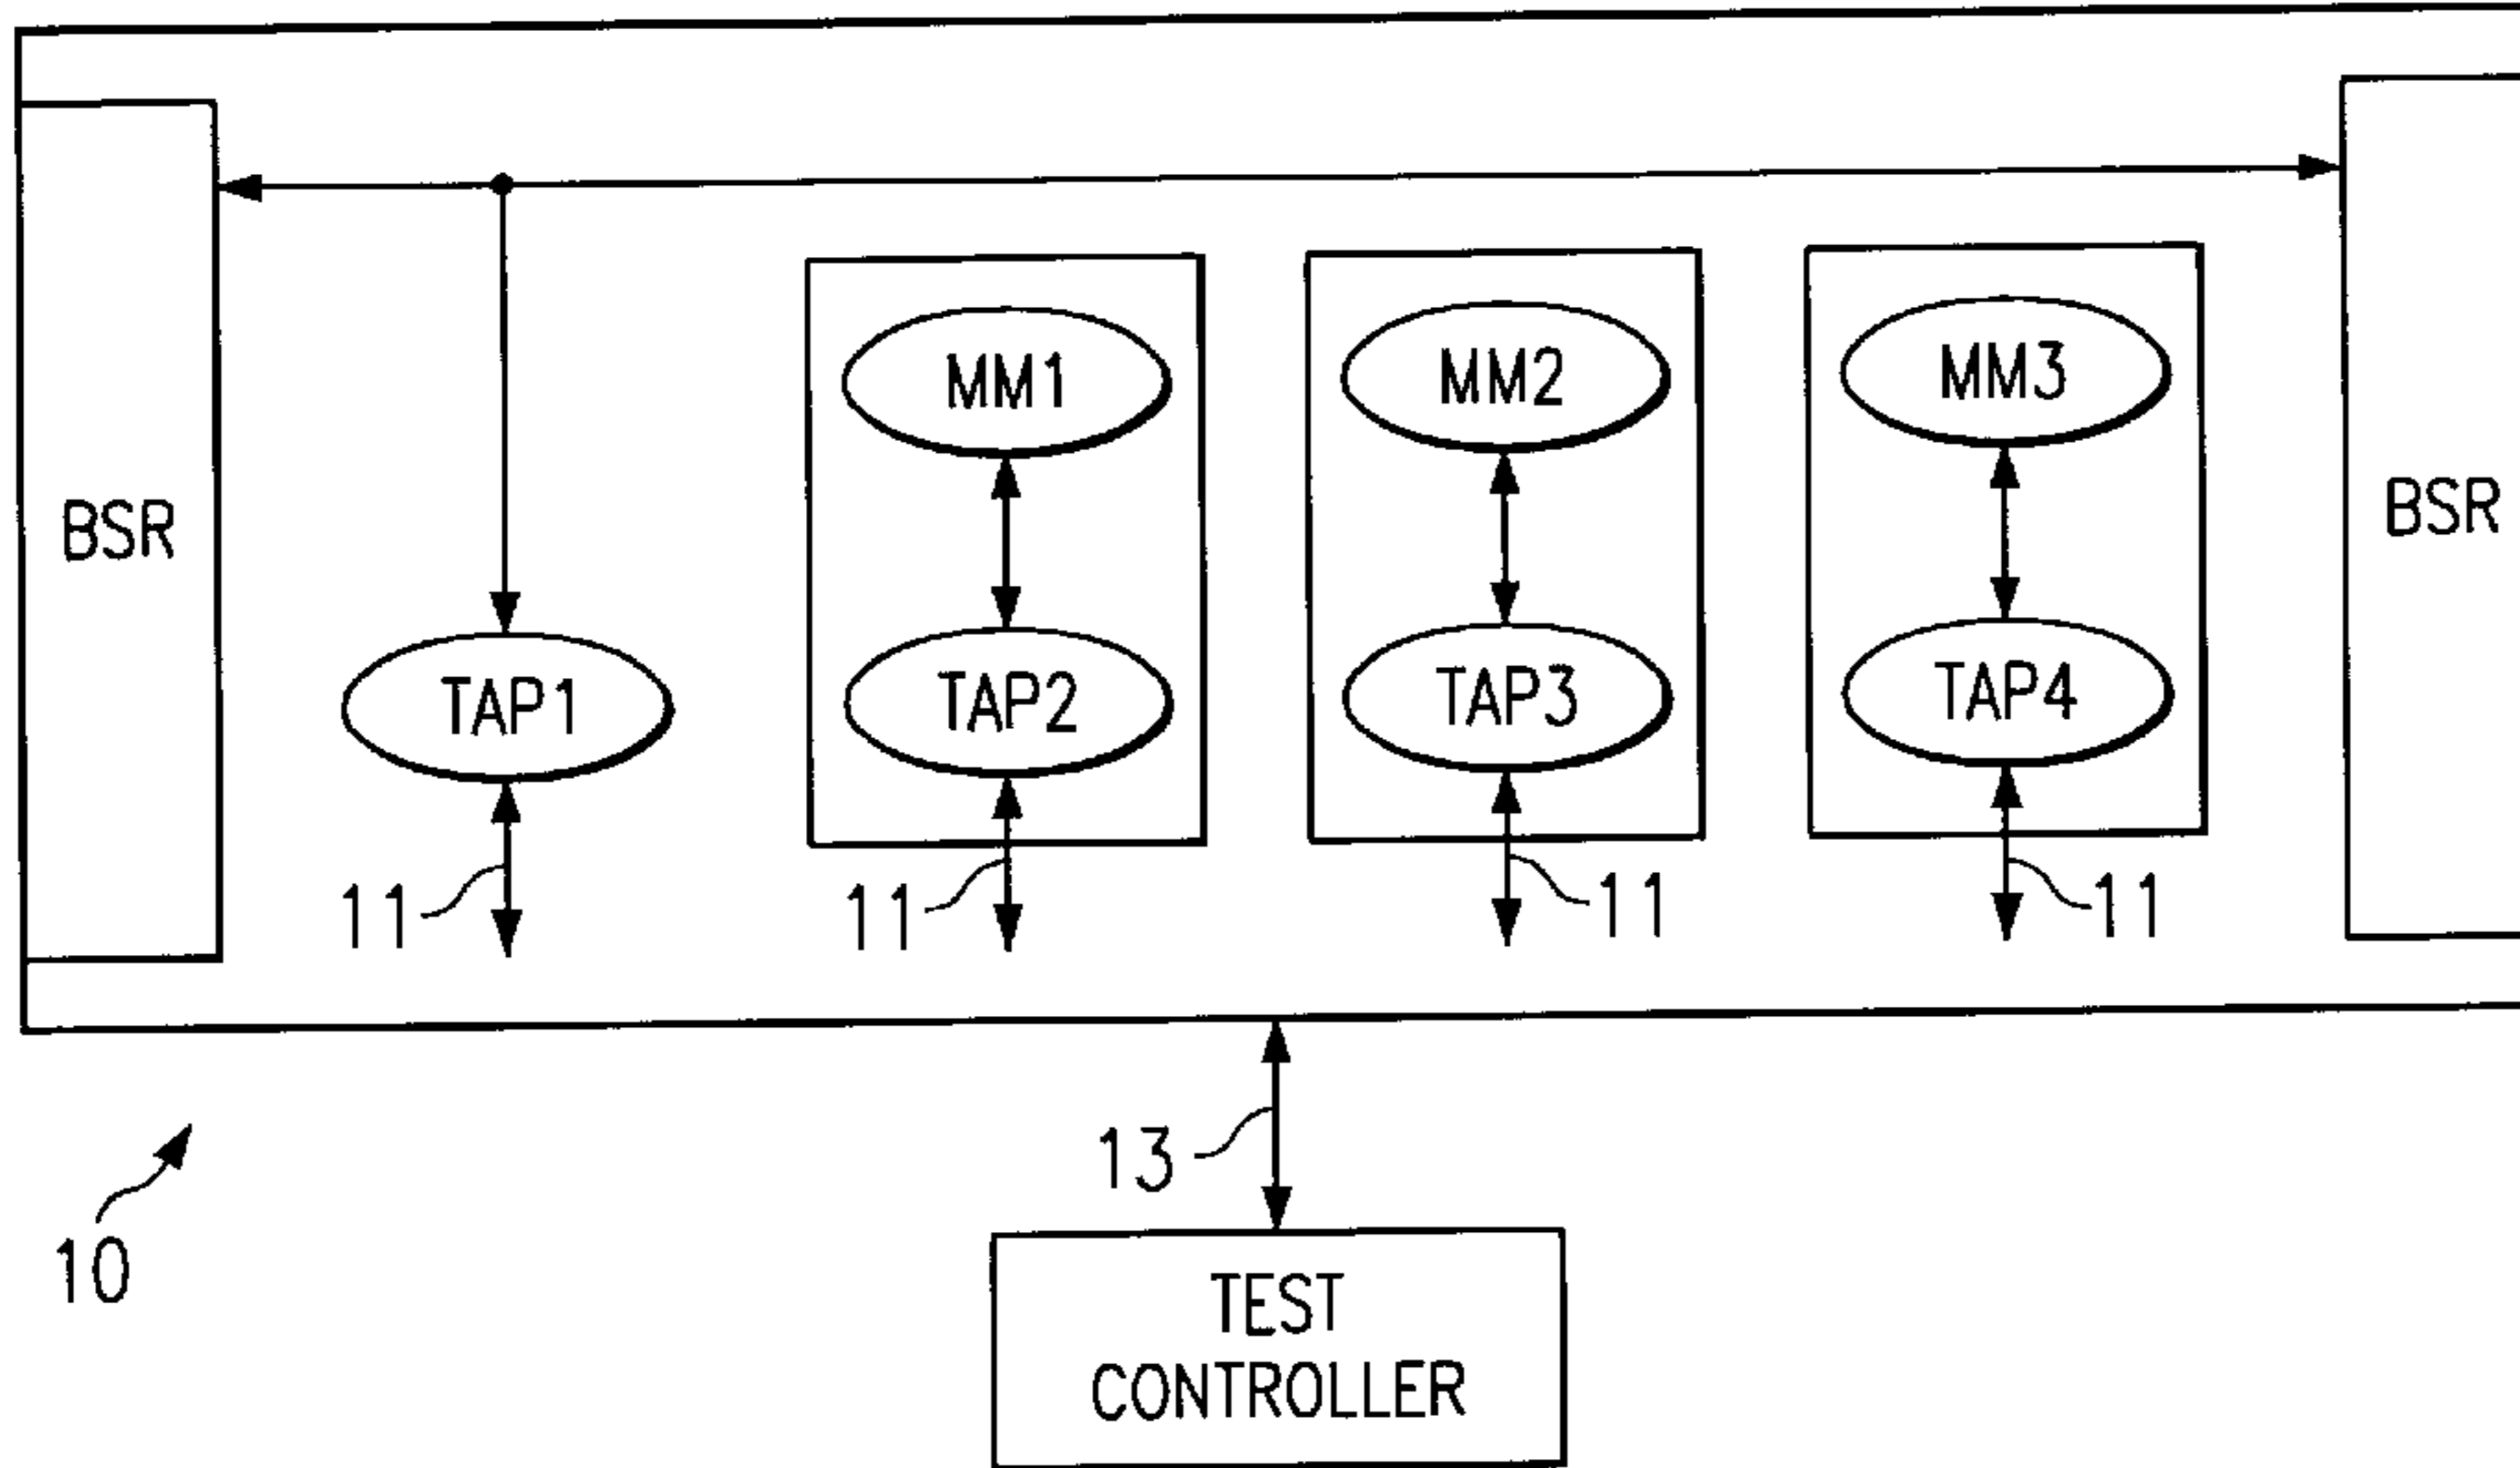 MM1
MM2
MM3
BSR
BSR
TAP1
TAP2
TAP3
TAP4
11
11
11
11
13
10
TEST
CONTROLLER